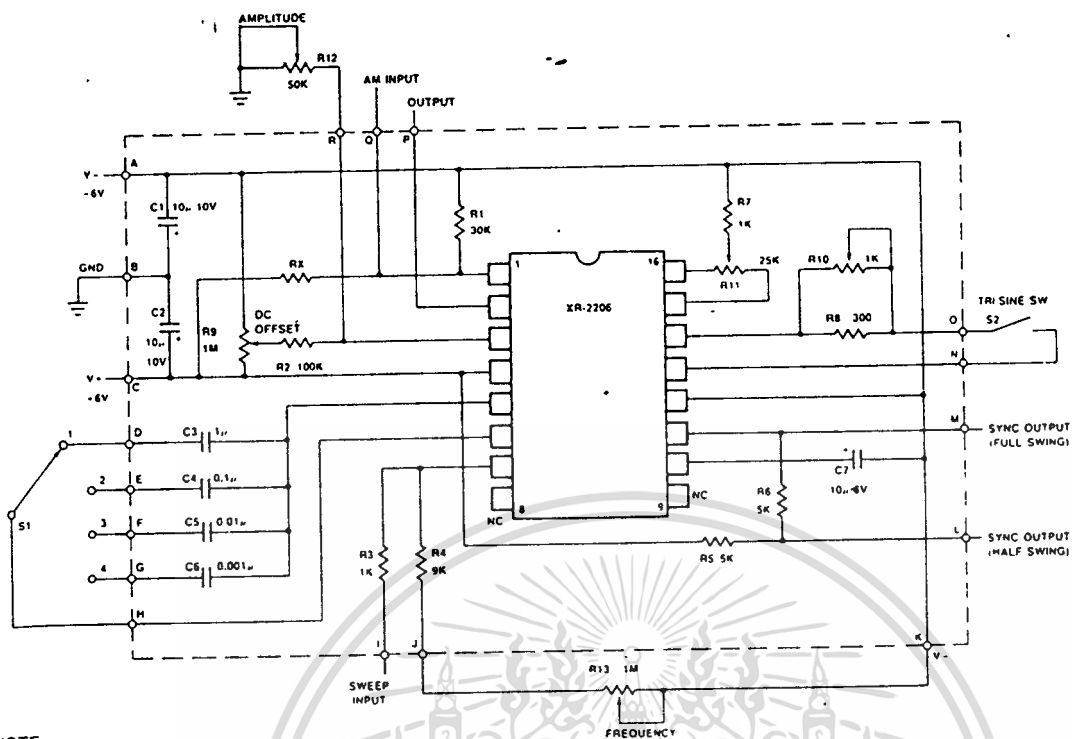 AMPLITUDE
R12
50K
AM INPUT
OUTPUT
R
Q
P
A
V-
-6V
C1 10μ 10V
+
R1
30K
R7
1K
GND
B
RX
1
16
25K
R11
R10
1K
XR-2206
C2
10μ
10V
+
R9
1M
DC
OFFSET
R8 300
O
TRI SINE SW
S2
N
R2 100K
V+
-6V
C
1
D
C3
1μ
M
SYNC OUTPUT
(FULL SWING)
2
E
C4
0.1μ
+
C7
10μ-6V
S1
3
F
C5
0.01μ
R6
5K
NC
8
9
NC
L
SYNC OUTPUT
(HALF SWING)
4
G
C6
0.001μ
R3
1K
R4
9K
R5 5K
H
I
J
K
V-
R13 1M
SWEEP
INPUT
FREQUENCY